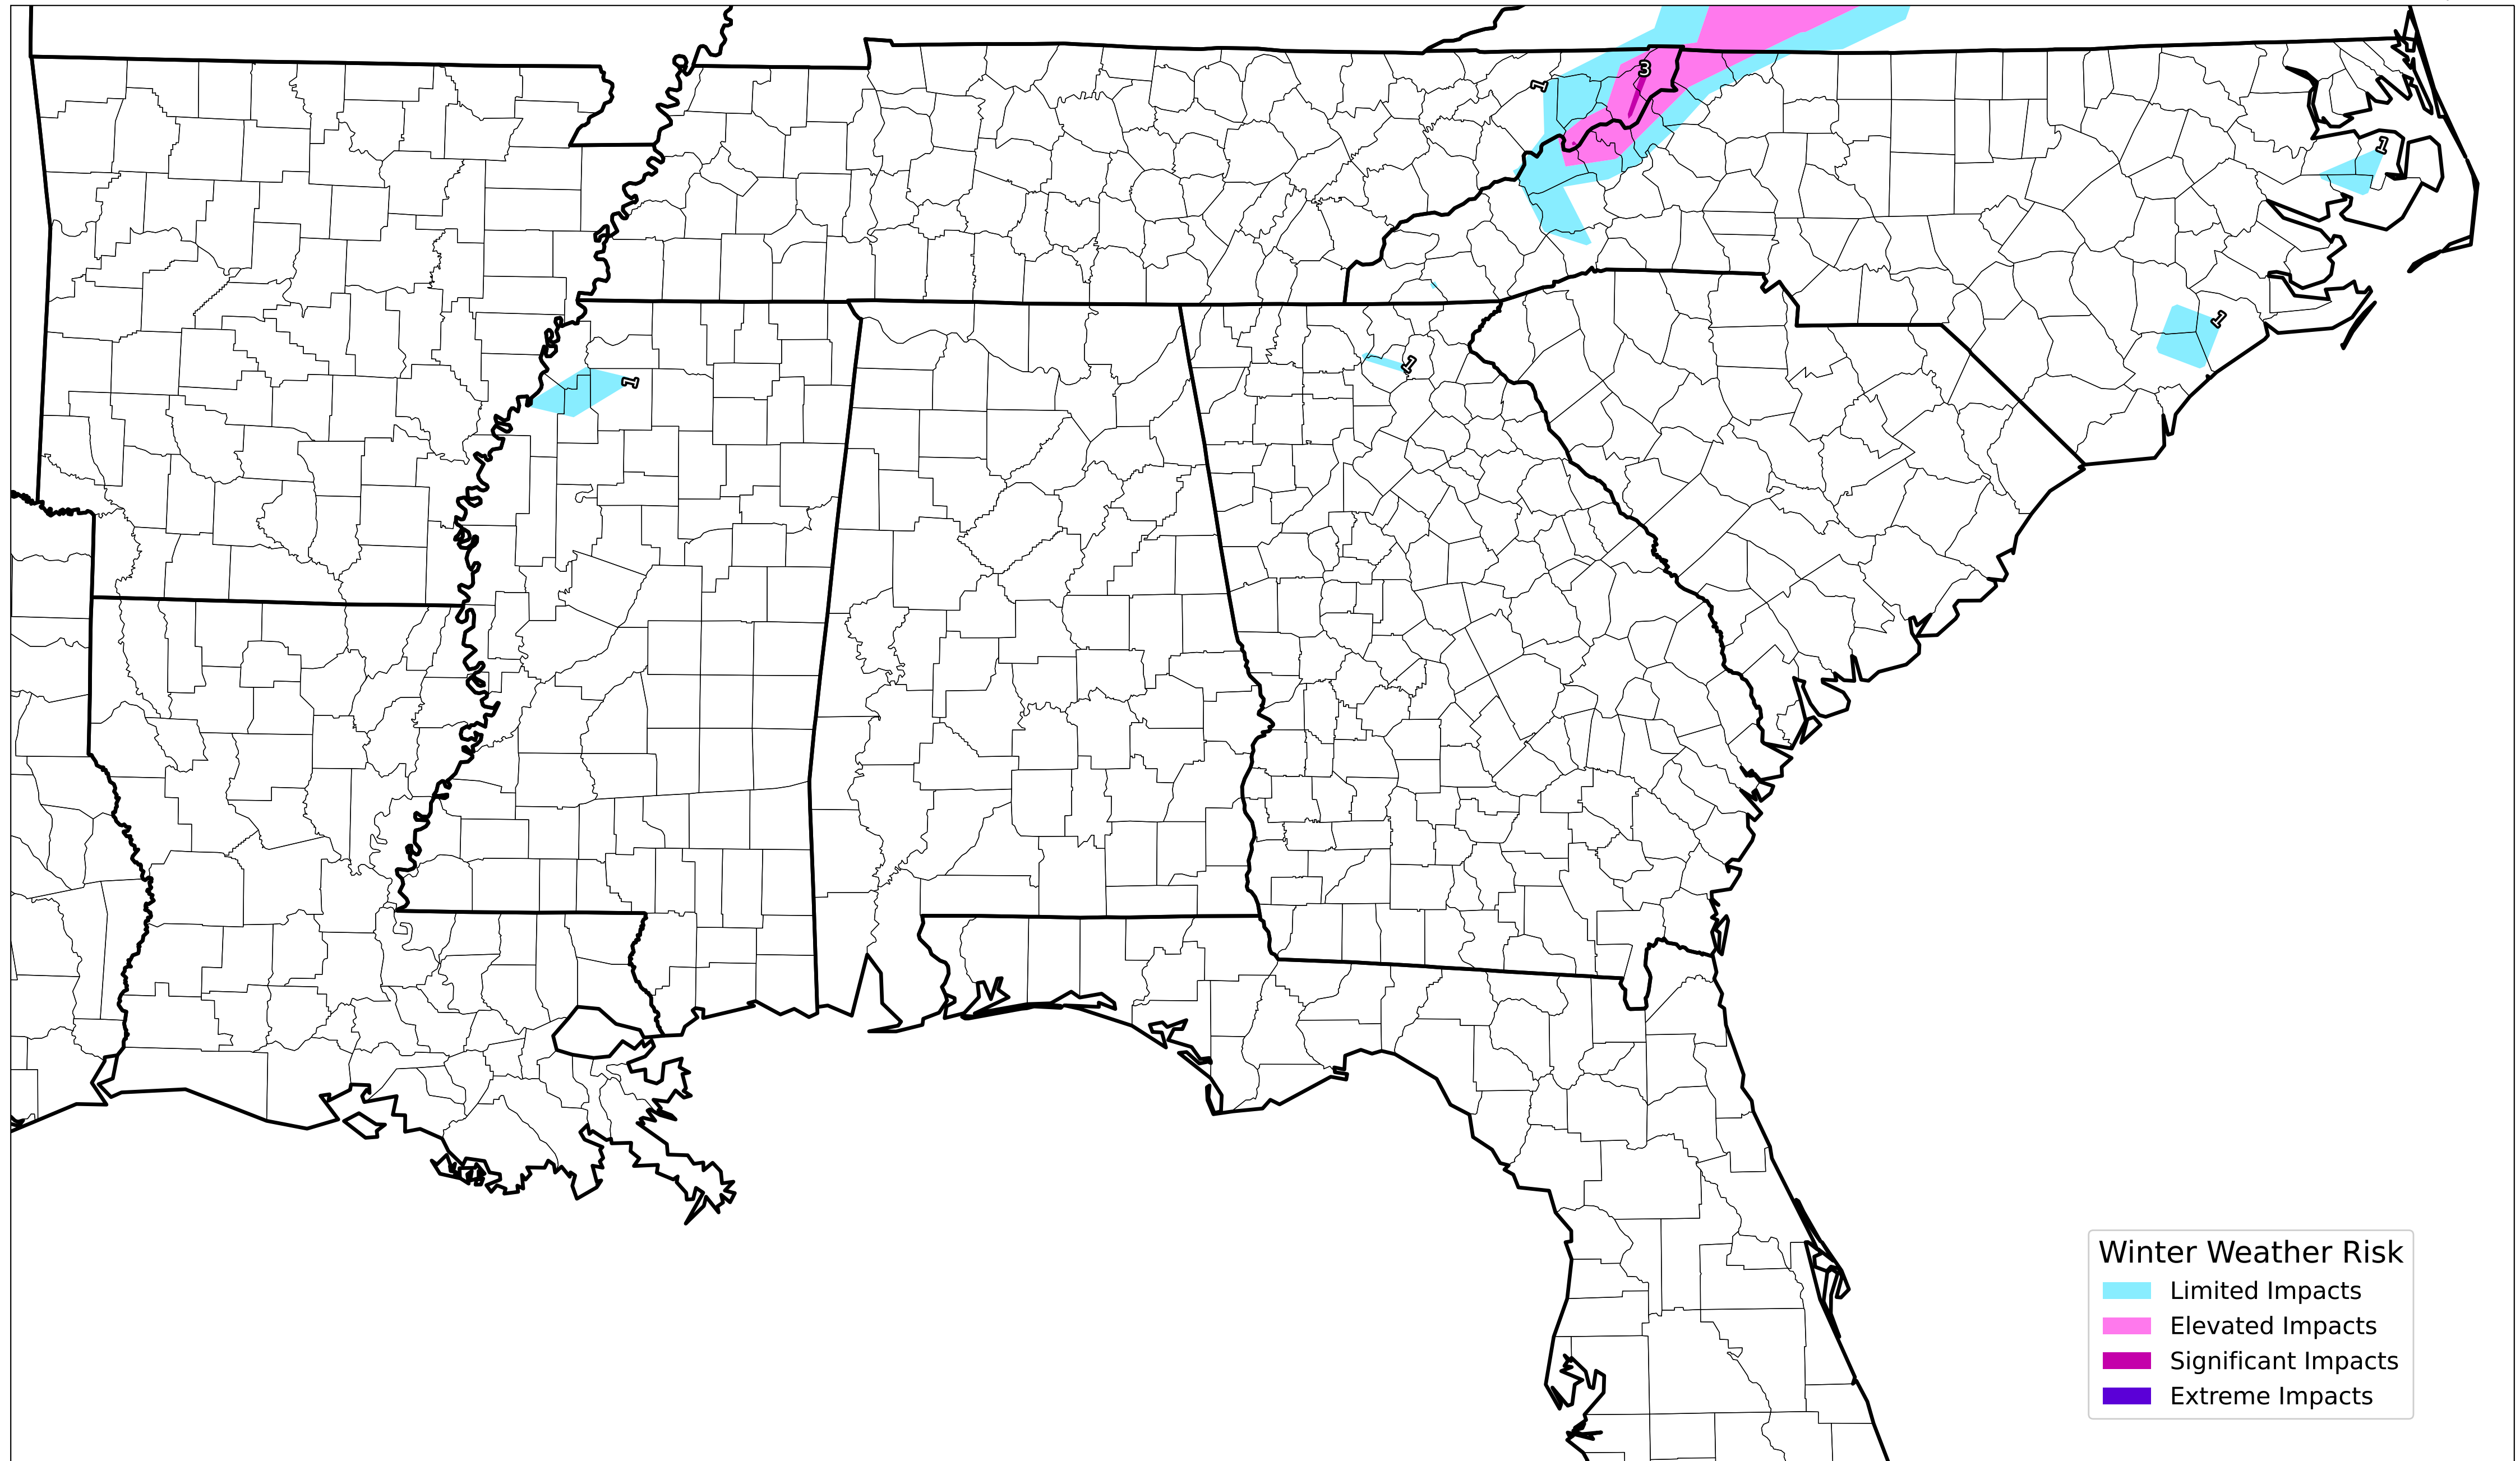 3
1
1
1
1
1
Winter Weather Risk
Limited Impacts
Elevated Impacts
Significant Impacts
Extreme Impacts